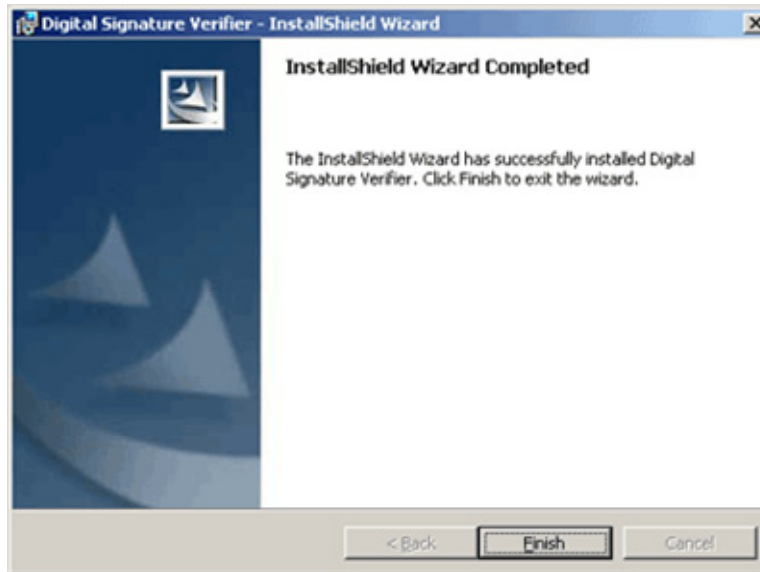 Digital Signature Verifier - InstallShield Wizard
InstallShield Wizard Completed
The InstallShield Wizard has successfully installed Digital
Signature Verifier. Click Finish to exit the wizard.
< Back
Finish
Cancel